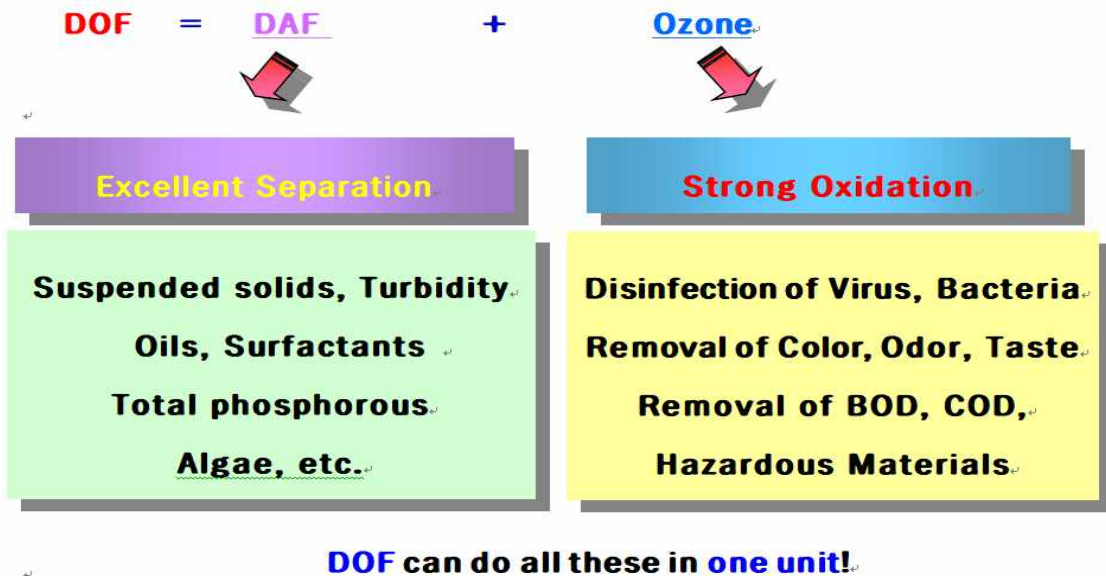 DOF = DAF + Ozone
Excellent Separation
Suspended solids, Turbidity
Oils, Surfactants
Total phosphorous
Algae, etc.
Strong Oxidation
Disinfection of Virus, Bacteria
Removal of Color, Odor, Taste
Removal of BOD, COD,
Hazardous Materials
DOF can do all these in one unit!